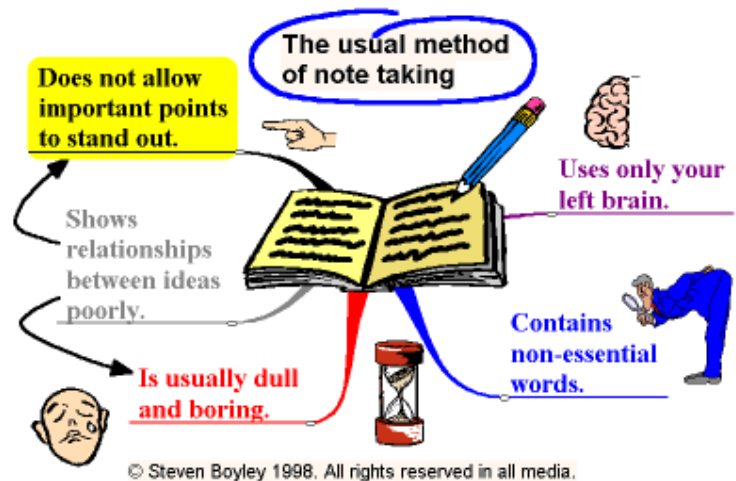 The usual method
of note taking
Does not allow
important points
to stand out.
Uses only your
left brain.
Shows
relationships
between ideas
poorly.
Contains
non-essential
words.
Is usually dull
and boring.
© Steven Boyley 1998. All rights reserved in all media.